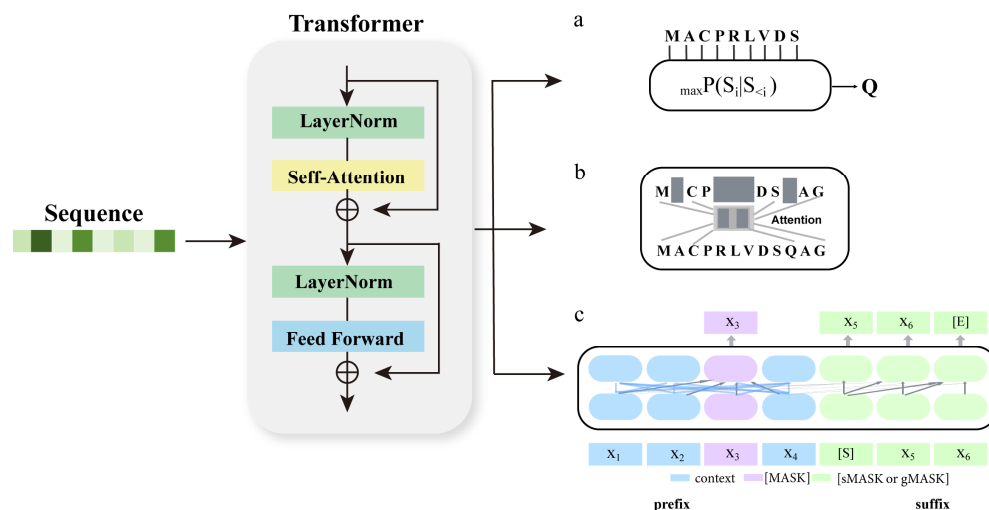 Transformer
LayerNorm
Seff-Attention
LayerNorm
Feed Forward
Sequence
a
M A C P R L V D S
maxP(Si|S<i)
Q
b
M C P D S A G
Attention
M A C P R L V D S Q A G
c
X3 X5 X6 [E]
X1 X2 X3 X4 [S] X5 X6
context [MASK] [sMASK or gMASK]
prefix suffix